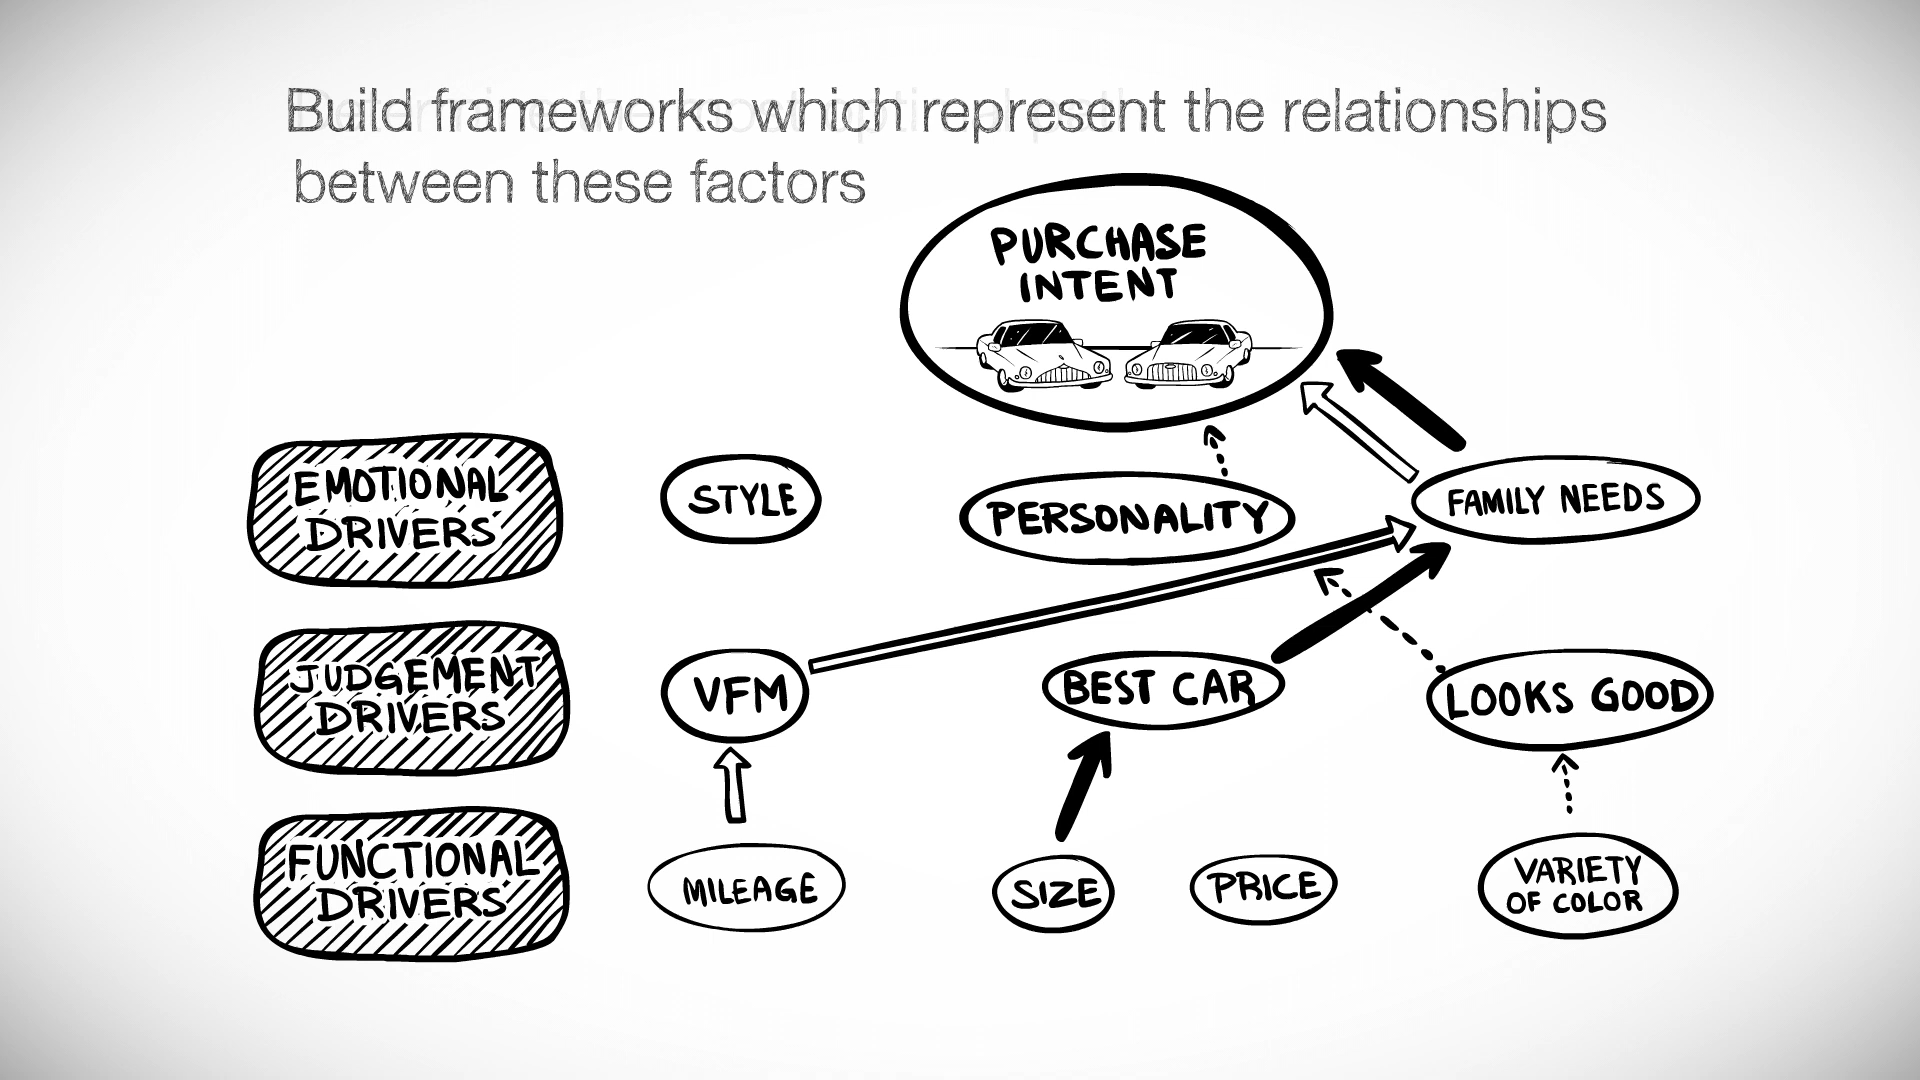 Build frameworks which represent the relationships
between these factors
PURCHASE
INTENT
EMOTIONAL
DRIVERS
STYLE
PERSONALITY
FAMILY NEEDS
JUDGEMENT
DRIVERS
VFM
BEST CAR
LOOKS GOOD
FUNCTIONAL
DRIVERS
MILEAGE
SIZE
PRICE
VARIETY
OF COLOR